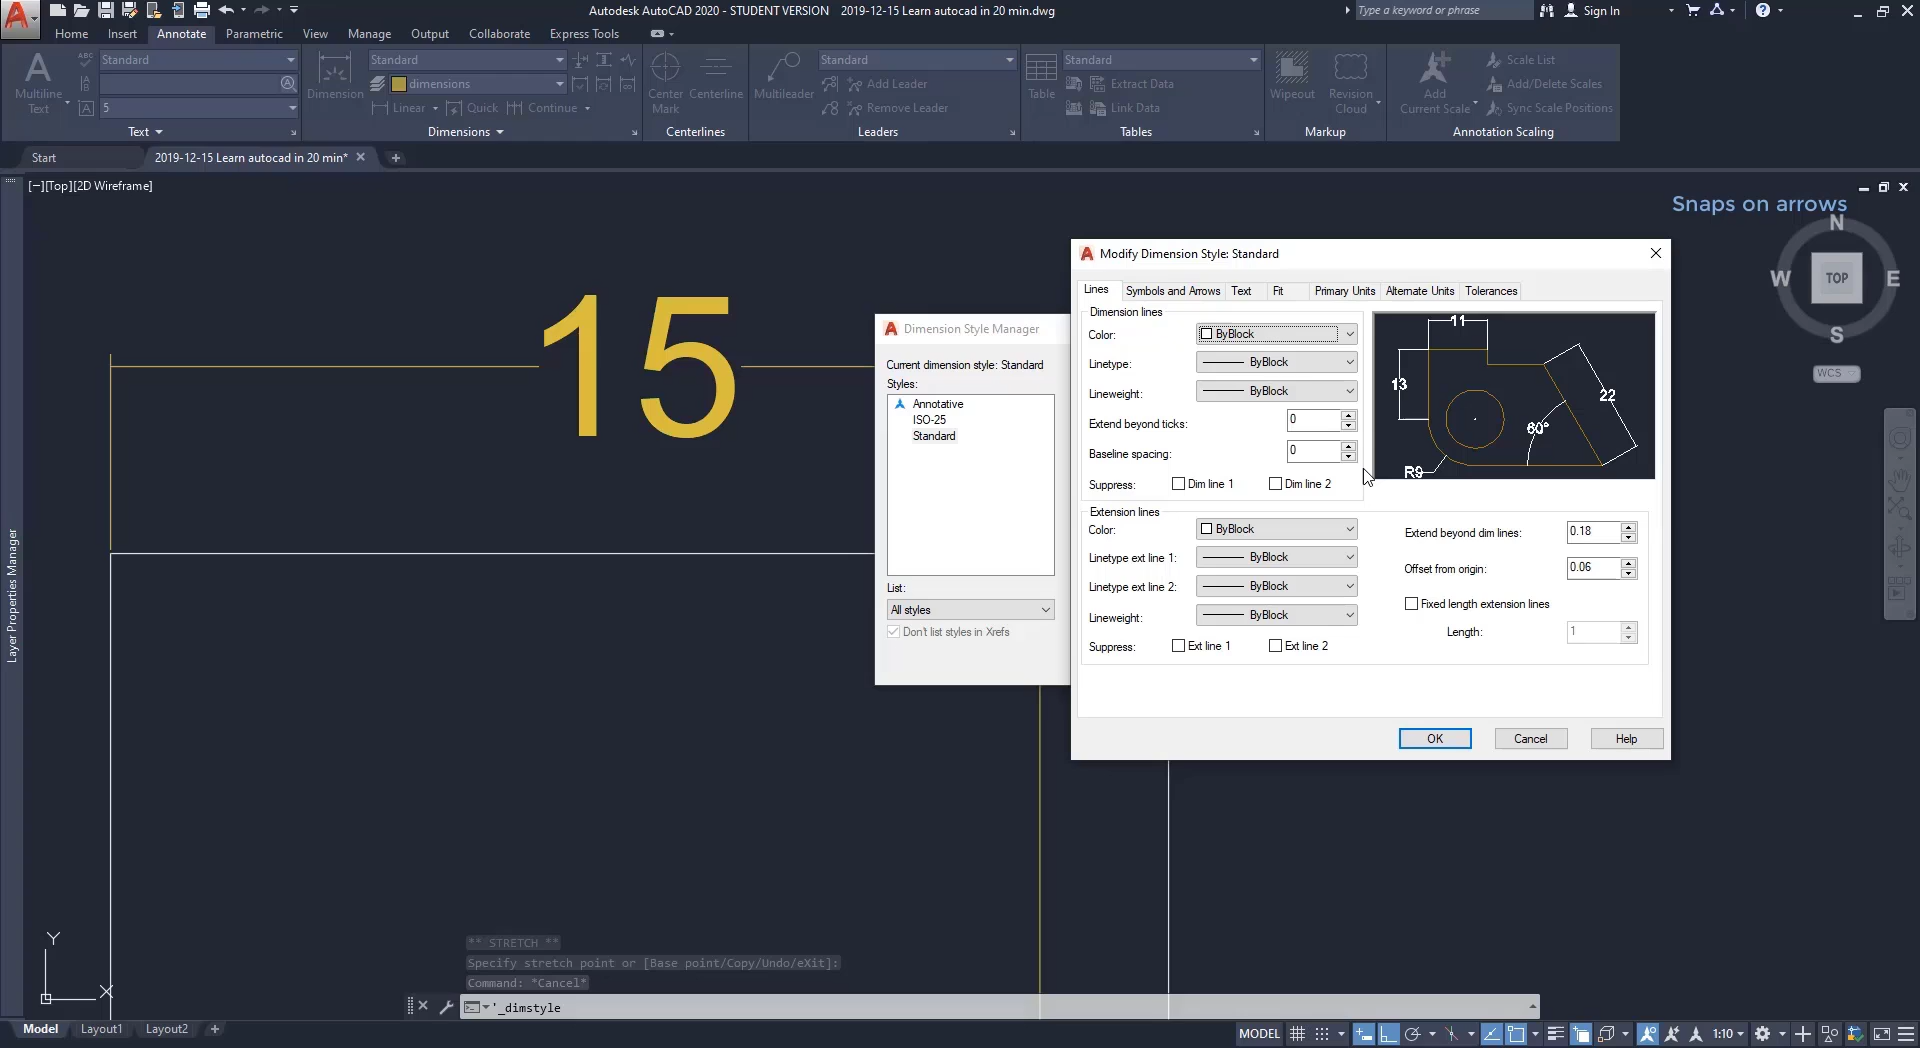 Autodesk AutoCAD 2020 - STUDENT VERSION 2019-12-15 Learn autocad in 20 min.dwg
Type a keyword or phrase
Sign In
Home Insert Annotate Parametric View Manage Output Collaborate Express Tools
Multiline Text
ABC
Standard
5
Text
Dimension
Standard
dimensions
Linear Quick Continue
Dimensions
Center Mark
Centerline
Centerlines
Multileader
Standard
Add Leader
Remove Leader
Leaders
Table
Standard
Extract Data
Link Data
Tables
Wipeout
Revision Cloud
Markup
Add Current Scale
Scale List
Add/Delete Scales
Sync Scale Positions
Annotation Scaling
Start
2019-12-15 Learn autocad in 20 min*
[−][Top][2D Wireframe]
Snaps on arrows
N
W TOP E
S
WCS
15
Layer Properties Manager
Dimension Style Manager
Current dimension style: Standard
Styles:
Annotative
ISO-25
Standard
List:
All styles
Don't list styles in Xrefs
Modify Dimension Style: Standard
Lines Symbols and Arrows Text Fit Primary Units Alternate Units Tolerances
Dimension lines
Color: ByBlock
Linetype: ByBlock
Lineweight: ByBlock
Extend beyond ticks: 0
Baseline spacing: 0
Suppress: Dim line 1 Dim line 2
11
13
22
60°
R9
Extension lines
Color: ByBlock
Linetype ext line 1: ByBlock
Linetype ext line 2: ByBlock
Lineweight: ByBlock
Suppress: Ext line 1 Ext line 2
Extend beyond dim lines: 0.18
Offset from origin: 0.06
Fixed length extension lines
Length: 1
OK Cancel Help
Y
X
** STRETCH **
Specify stretch point or [Base point/Copy/Undo/eXit]:
Command: *Cancel*
'_dimstyle
Model Layout1 Layout2
MODEL
1:10